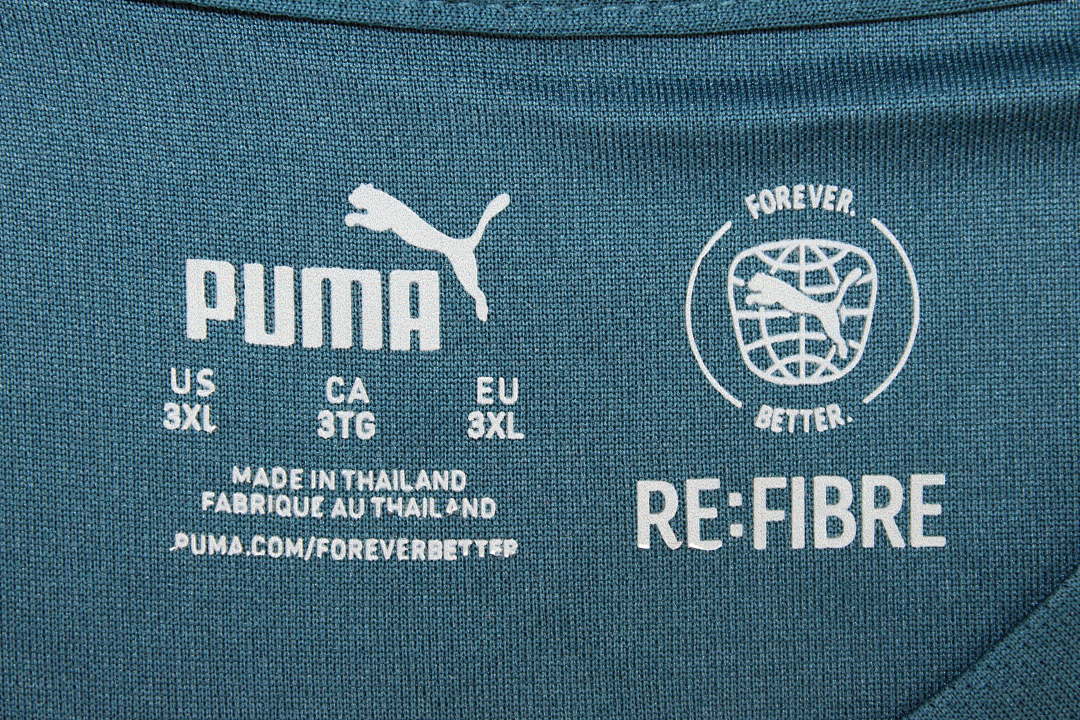 PUMA
US CA EU
3XL 3TG 3XL
MADE IN THAILAND
FABRIQUE AU THAILAND
PUMA.COM/FOREVERBETTER
FOREVER.
BETTER.
RE:FIBRE